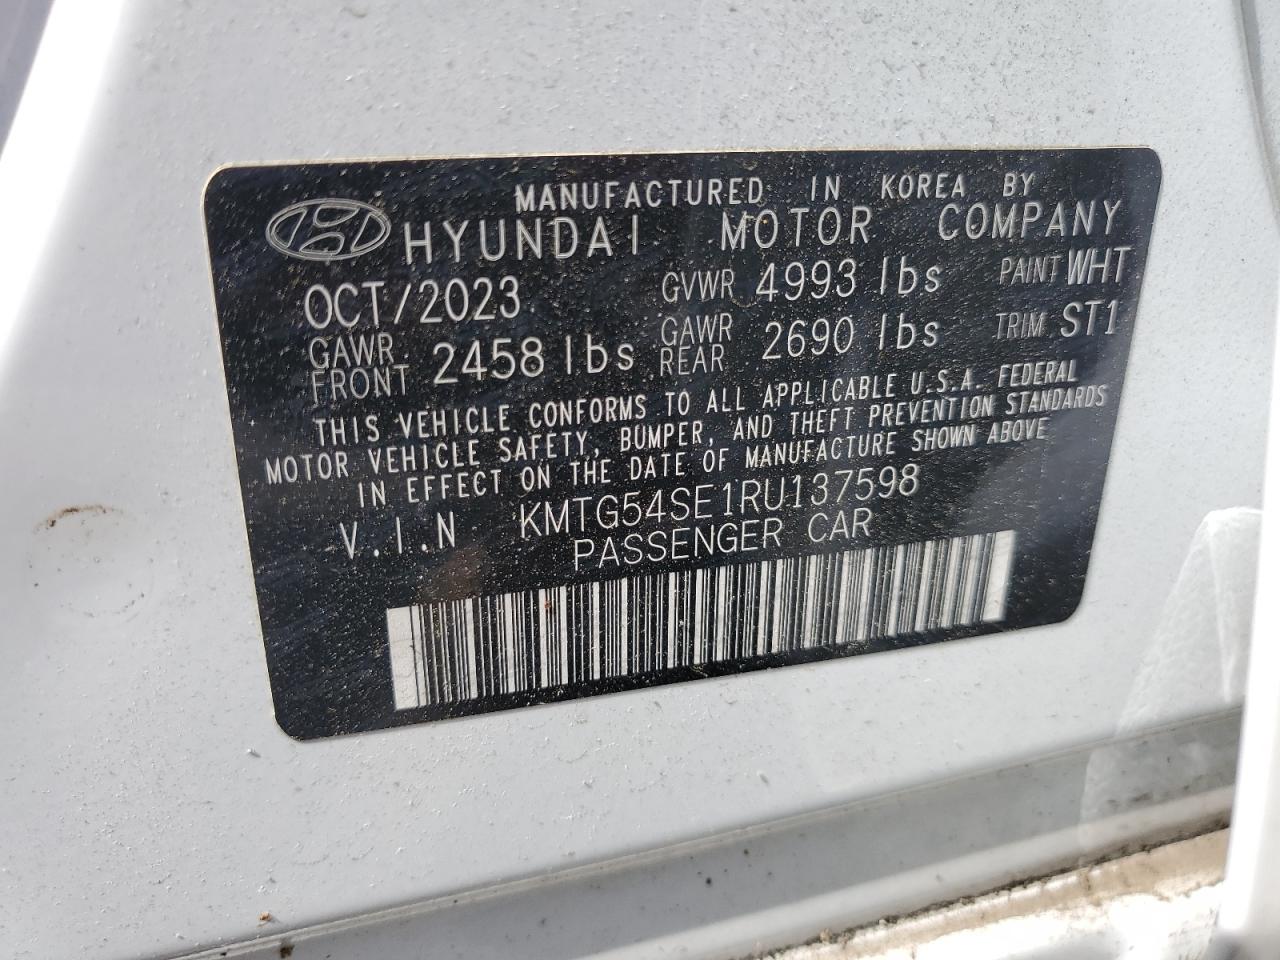 MANUFACTURED IN KOREA BY
HYUNDAI MOTOR COMPANY
OCT/2023 GVWR 4993 lbs PAINT WHT
GAWR FRONT 2458 lbs GAWR REAR 2690 lbs TRIM ST1
THIS VEHICLE CONFORMS TO ALL APPLICABLE U.S.A. FEDERAL
MOTOR VEHICLE SAFETY, BUMPER, AND THEFT PREVENTION STANDARDS
IN EFFECT ON THE DATE OF MANUFACTURE SHOWN ABOVE
V.I.N KMTG54SE1RU137598
PASSENGER CAR